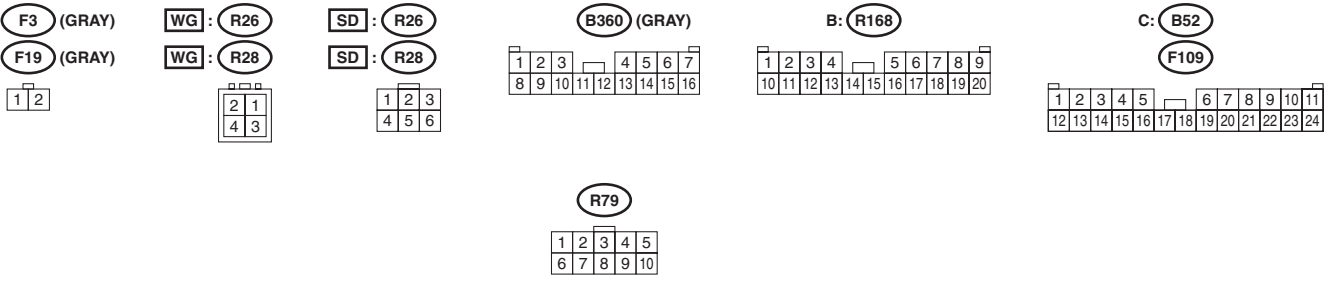 F3 (GRAY) WG : R26 SD : R26 B360 (GRAY) B: R168 C: B52
F19 (GRAY) WG : R28 SD : R28 F109
1 2
2 1
4 3
1 2 3
4 5 6
1 2 3 4 5 6 7
8 9 10 11 12 13 14 15 16
1 2 3 4 5 6 7 8 9
10 11 12 13 14 15 16 17 18 19 20
1 2 3 4 5 6 7 8 9 10 11
12 13 14 15 16 17 18 19 20 21 22 23 24
R79
1 2 3 4 5
6 7 8 9 10